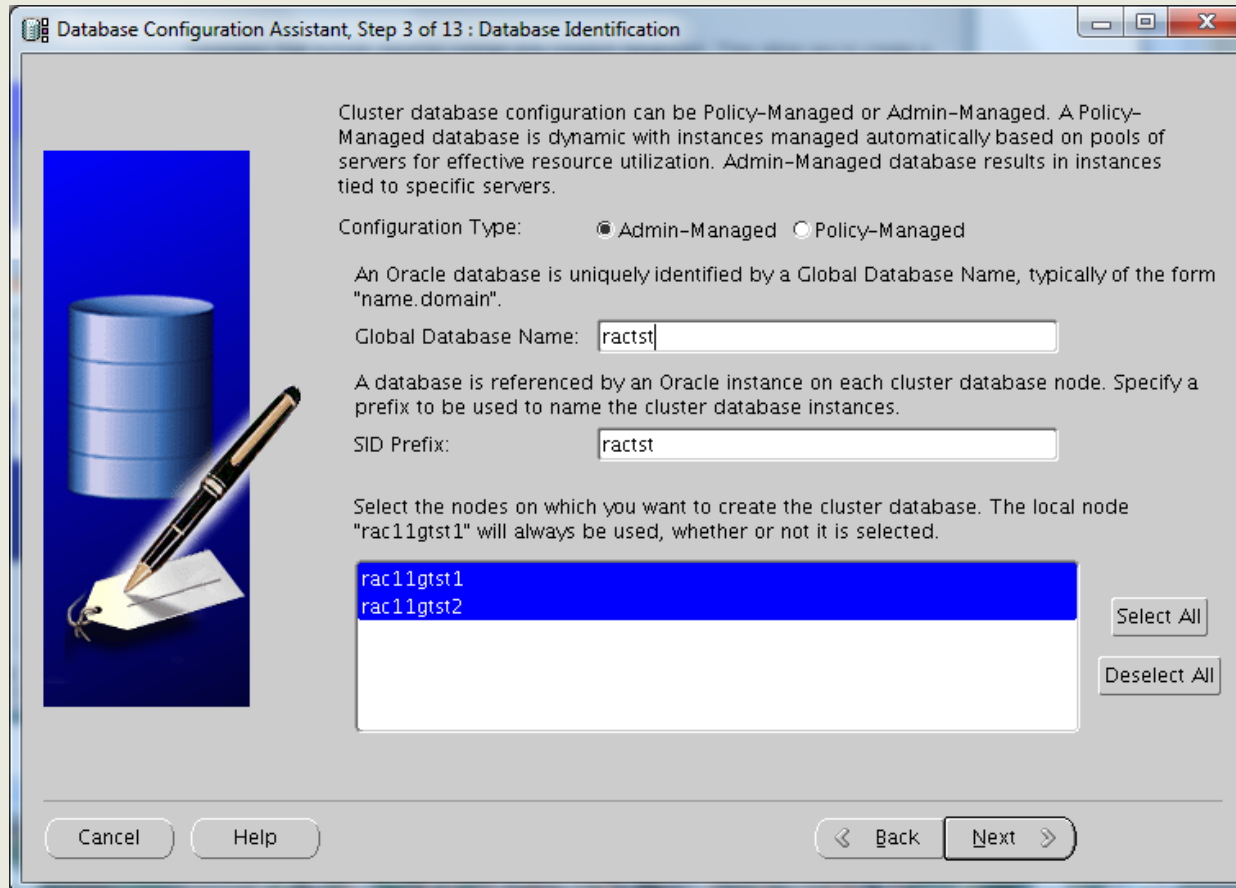 Database Configuration Assistant, Step 3 of 13 : Database Identification
Cluster database configuration can be Policy-Managed or Admin-Managed. A Policy-
Managed database is dynamic with instances managed automatically based on pools of
servers for effective resource utilization. Admin-Managed database results in instances
tied to specific servers.
Configuration Type: Admin-Managed Policy-Managed
An Oracle database is uniquely identified by a Global Database Name, typically of the form
"name.domain".
Global Database Name: ractst
A database is referenced by an Oracle instance on each cluster database node. Specify a
prefix to be used to name the cluster database instances.
SID Prefix: ractst
Select the nodes on which you want to create the cluster database. The local node
"rac11gtst1" will always be used, whether or not it is selected.
rac11gtst1
rac11gtst2
Select All
Deselect All
Cancel Help Back Next